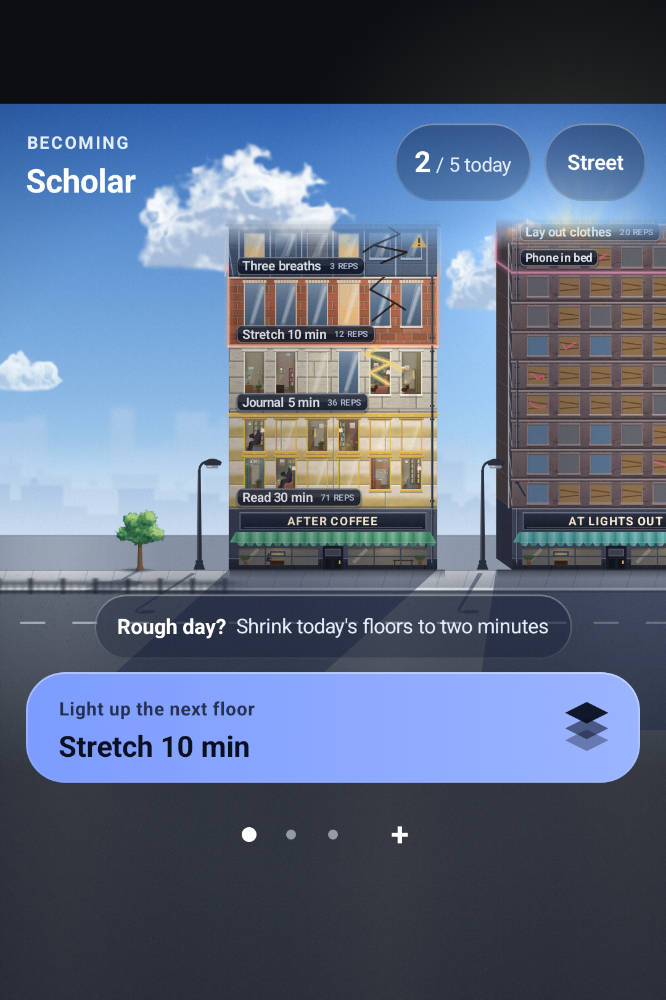 BECOMING
Scholar
2 / 5 today
Street
Three breaths 3 REPS
Stretch 10 min 12 REPS
Journal 5 min 36 REPS
Read 30 min 71 REPS
AFTER COFFEE
Lay out clothes 20 REPS
Phone in bed
AT LIGHTS OUT
Rough day? Shrink today's floors to two minutes
Light up the next floor
Stretch 10 min